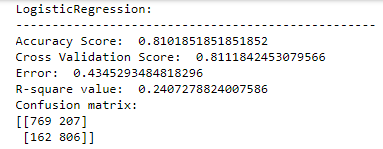 LogisticRegression:
------------------------------------------------
Accuracy Score:  0.8101851851851852
Cross Validation Score:  0.8111842453079566
Error:  0.4345293484818296
R-square value:  0.2407278824007586
Confusion matrix:
[[769 207]
 [162 806]]